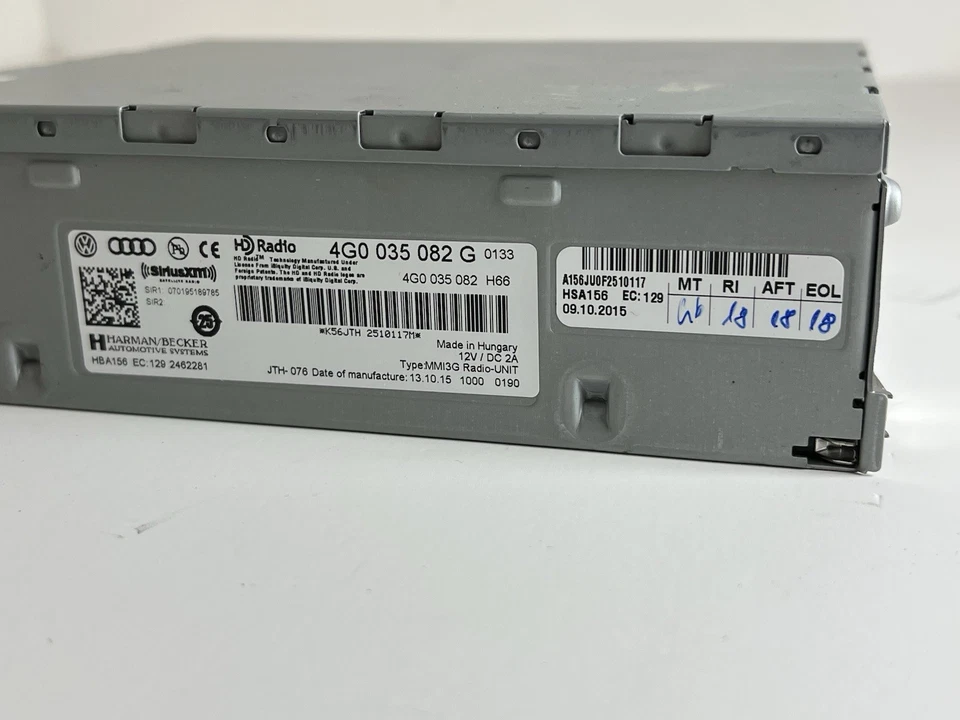 HD Radio 4G0 035 082 G 0133
HD Radio™ Technology Manufactured Under
License From iBiquity Digital Corp. U.S. and
Foreign Patents. The HD and HD Radio logos are
proprietary trademarks of iBiquity Digital Corp.
4G0 035 082 H66
Pb
CE
((SiriusXM))
SIR1 070195189785
SIR2
25
*K56JTH 2510117M*
HARMAN/BECKER
AUTOMOTIVE SYSTEMS
HBA156 EC:129 2462281
Made in Hungary
12V / DC 2A
Type:MMI3G Radio-UNIT
JTH- 076 Date of manufacture: 13.10.15 1000 0190
A156JU0F2510117
HSA156 EC: 129
09.10.2015
MT RI AFT EOL
18 18 18